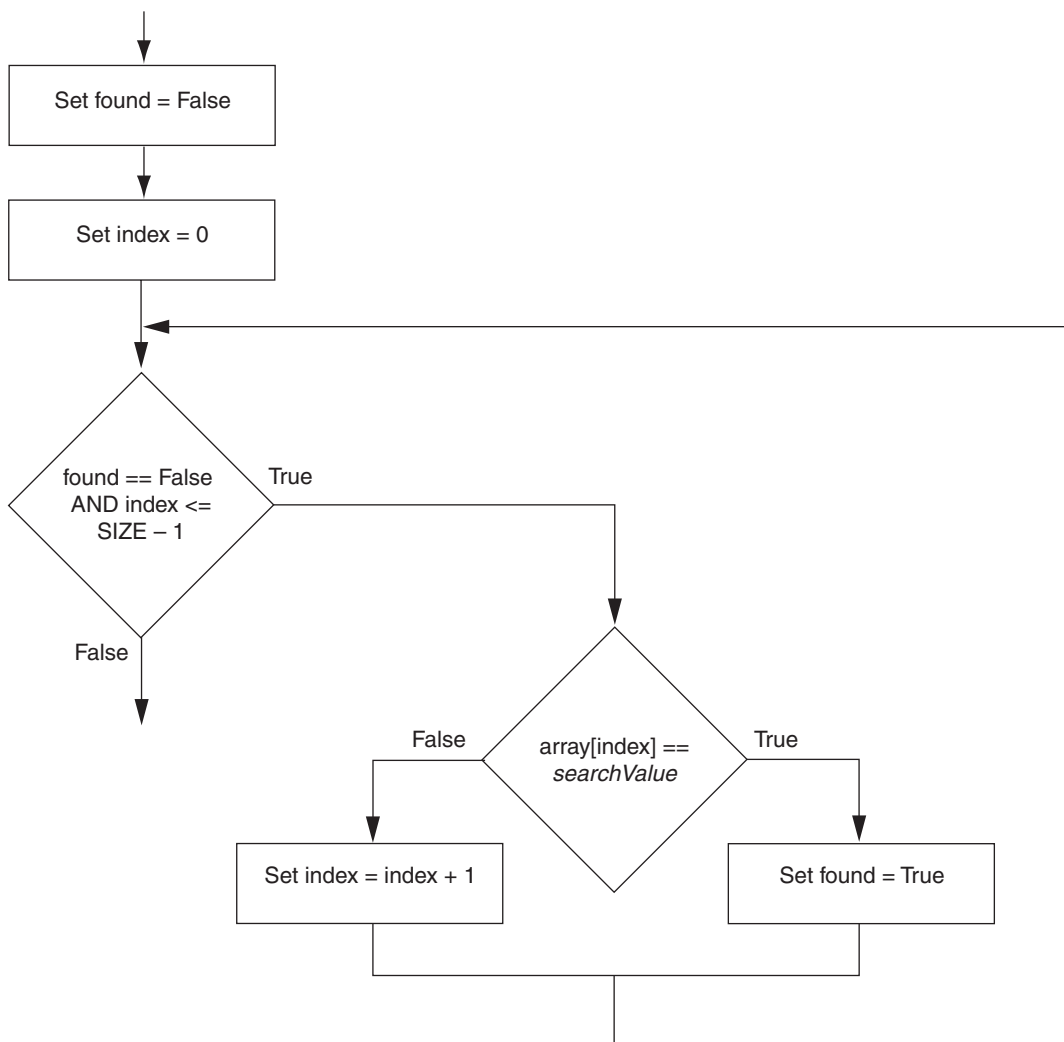 Set found = False
Set index = 0
found == False
AND index <=
SIZE – 1
True
False
array[index] ==
searchValue
False
True
Set index = index + 1
Set found = True